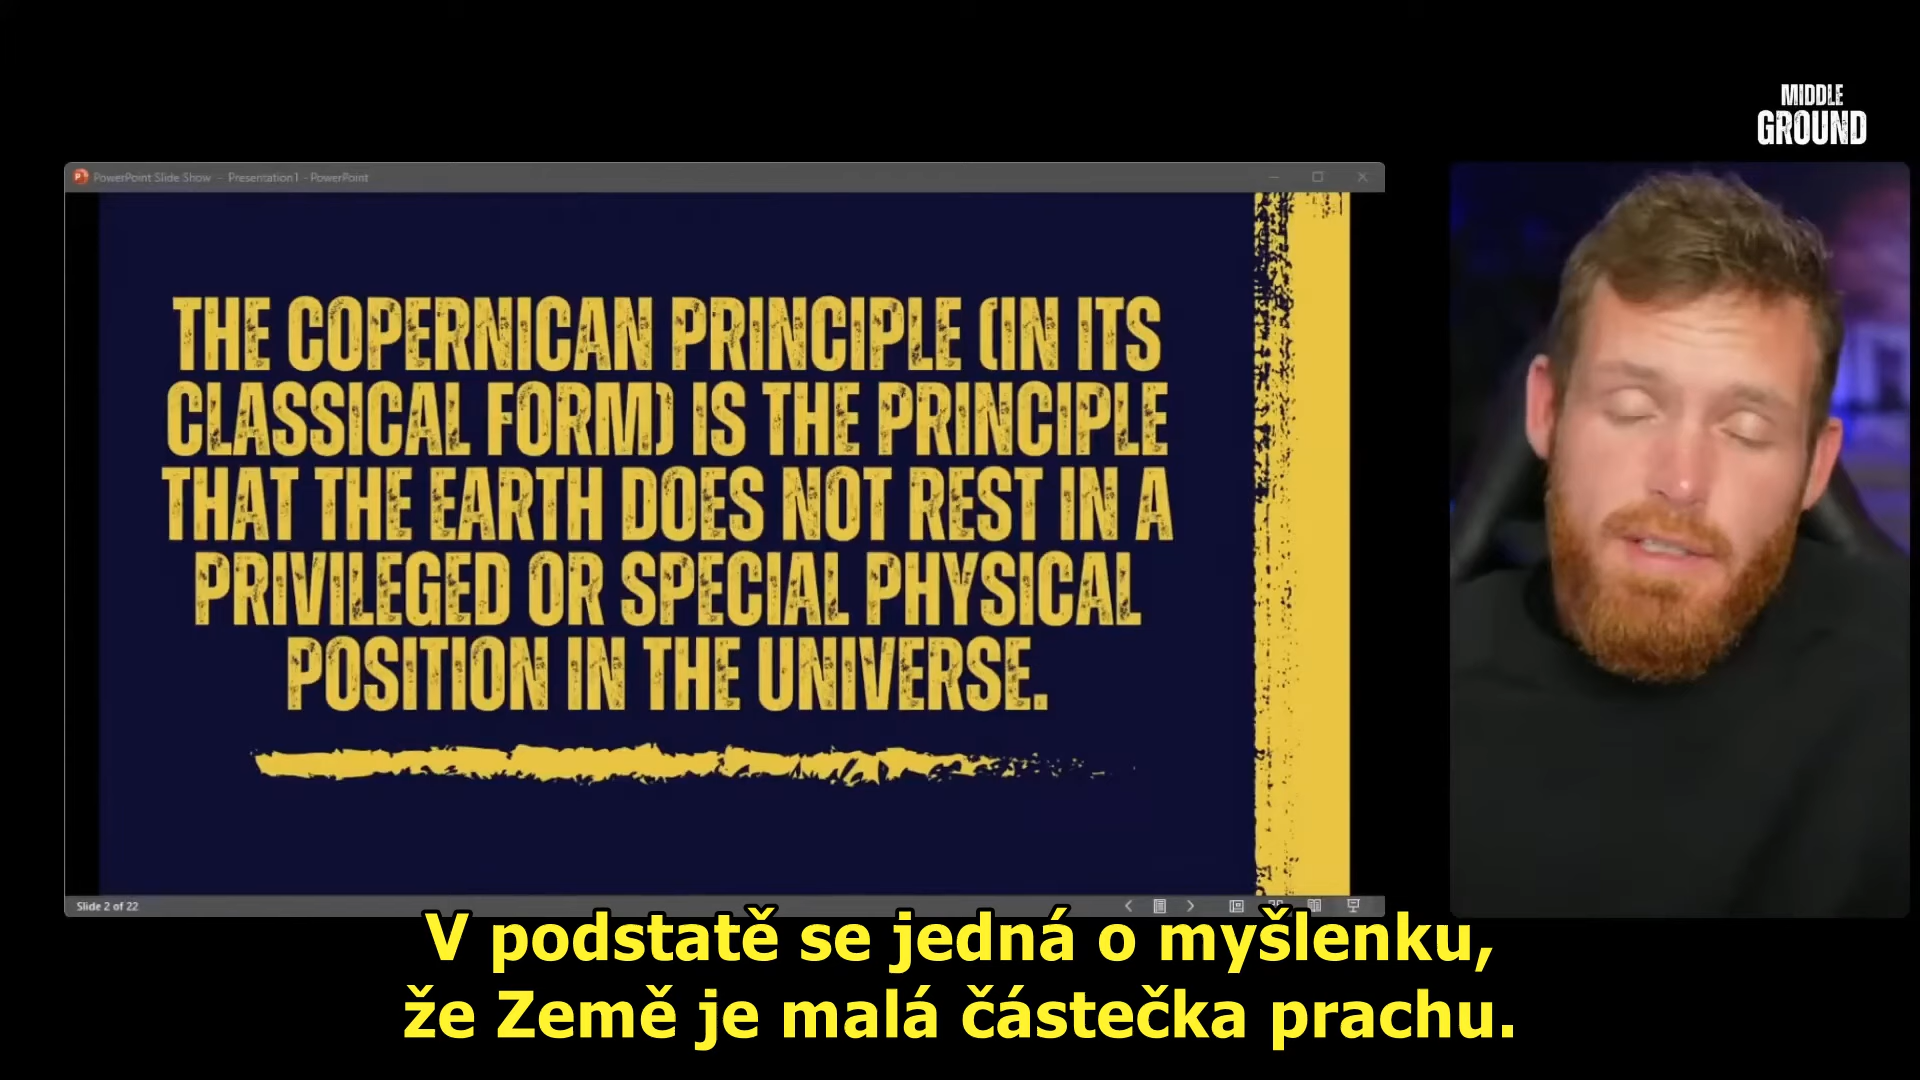 MIDDLE
GROUND
PowerPoint Slide Show - Presentation1 - PowerPoint
THE COPERNICAN PRINCIPLE (IN ITS
CLASSICAL FORM) IS THE PRINCIPLE
THAT THE EARTH DOES NOT REST IN A
PRIVILEGED OR SPECIAL PHYSICAL
POSITION IN THE UNIVERSE.
Slide 2 of 22
V podstatě se jedná o myšlenku,
že Země je malá částečka prachu.